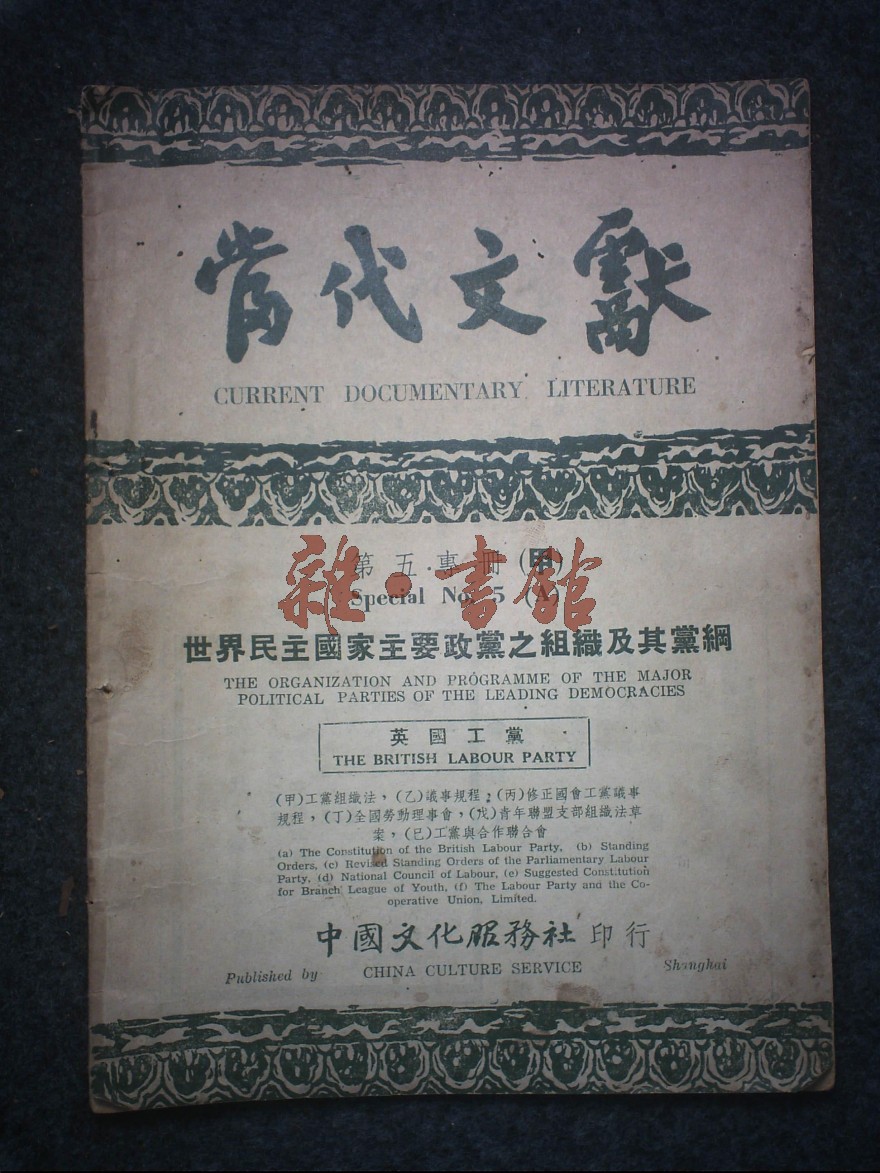 當代文獻
CURRENT DOCUMENTARY LITERATURE
第五專冊(甲)
Special No. 5 (A)
雜·書館
世界民主國家主要政黨之組織及其黨綱
THE ORGANIZATION AND PROGRAMME OF THE MAJOR
POLITICAL PARTIES OF THE LEADING DEMOCRACIES
英國工黨
THE BRITISH LABOUR PARTY
(甲)工黨組織法,(乙)議事規程,(丙)修正國會工黨議事
規程,(丁)全國勞動理事會,(戊)青年聯盟支部組織法草
案,(巳)工黨與合作聯合會
(a) The Constitution of the British Labour Party, (b) Standing
Orders, (c) Revised Standing Orders of the Parliamentary Labour
Party, (d) National Council of Labour, (e) Suggested Constitution
for Branch League of Youth, (f) The Labour Party and the Co-
operative Union, Limited.
中國文化服務社印行
Published by CHINA CULTURE SERVICE Shanghai